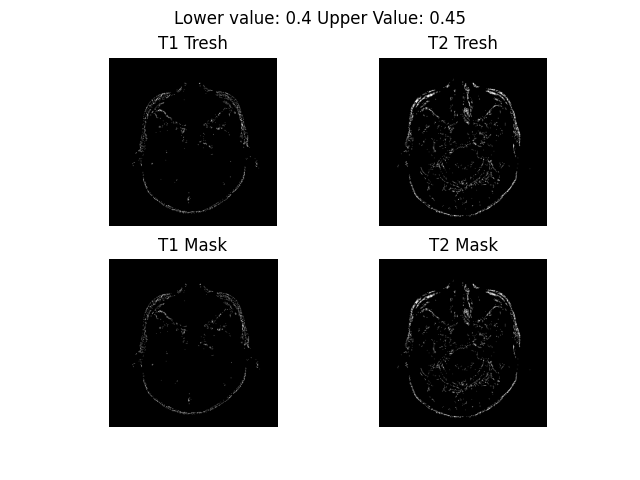 Lower value: 0.4 Upper Value: 0.45
T1 Tresh
T2 Tresh
T1 Mask
T2 Mask